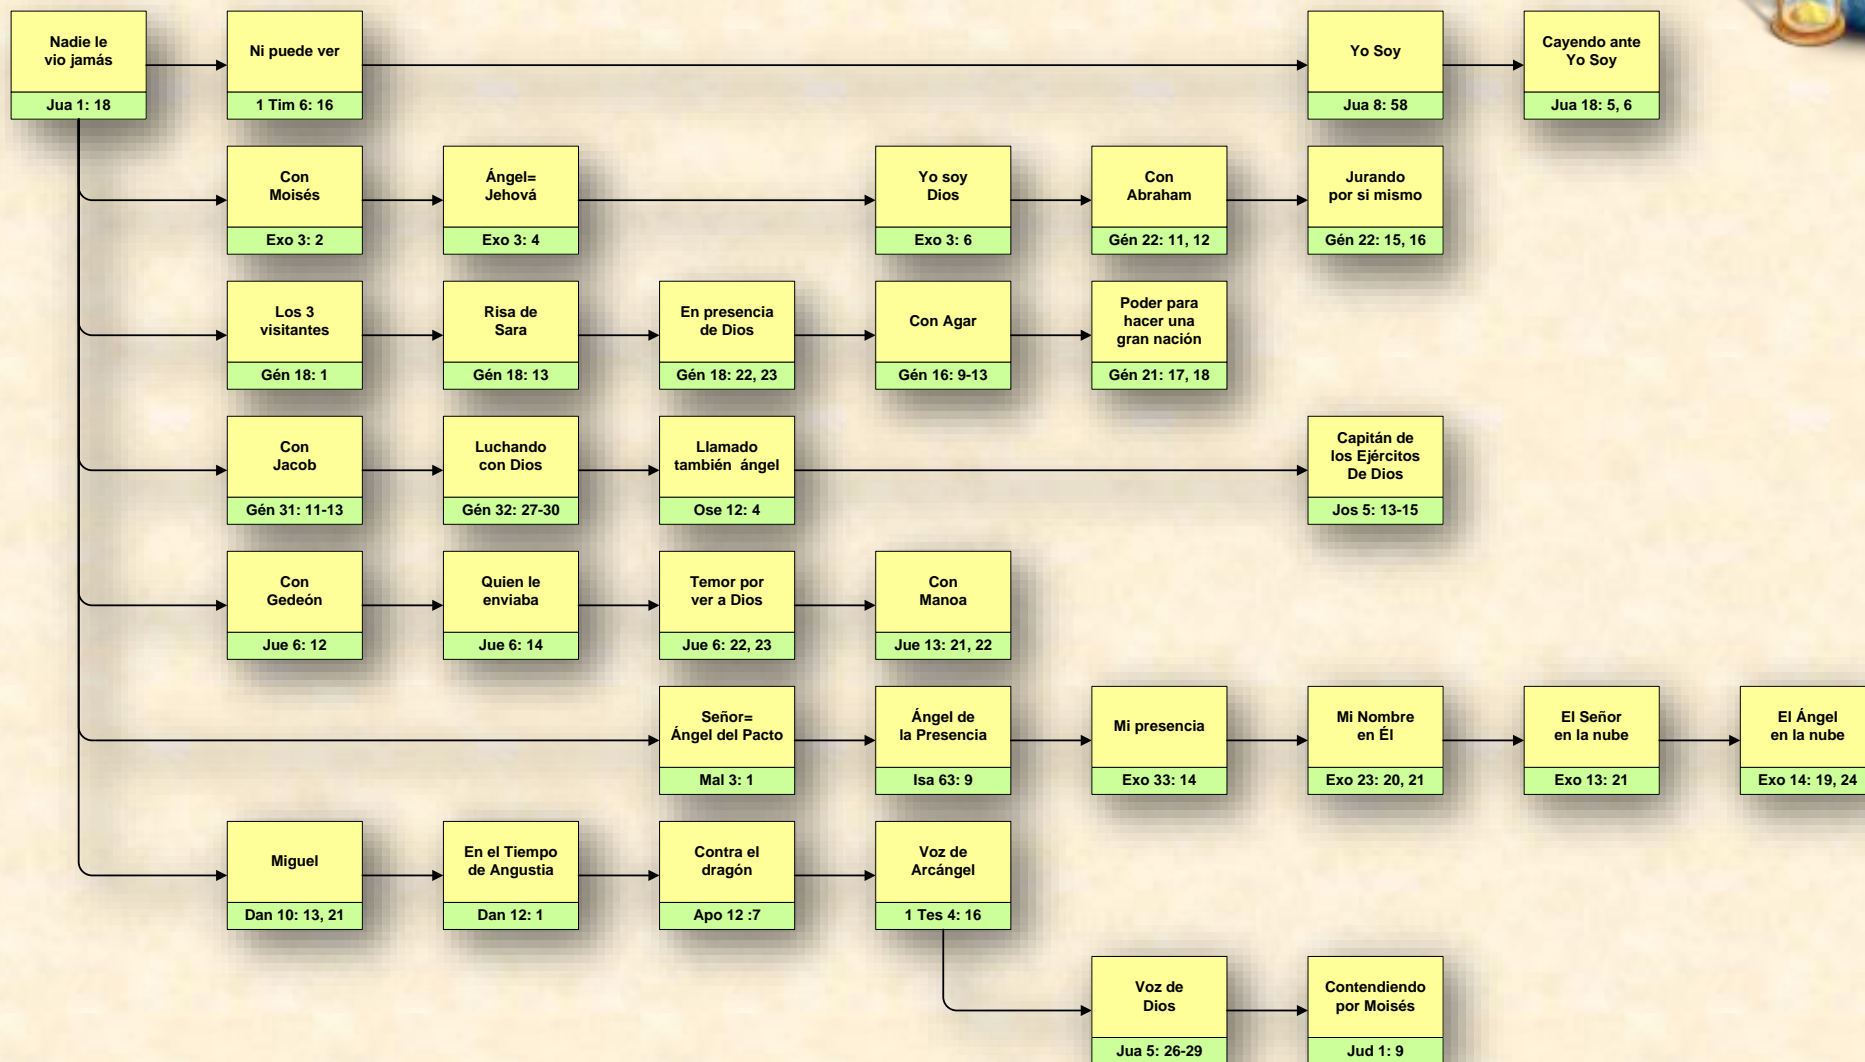 Nadie le
vio jamás
Jua 1: 18
Ni puede ver
1 Tim 6: 16
Yo Soy
Jua 8: 58
Cayendo ante
Yo Soy
Jua 18: 5, 6
Con
Moisés
Exo 3: 2
Ángel=
Jehová
Exo 3: 4
Yo soy
Dios
Exo 3: 6
Con
Abraham
Gén 22: 11, 12
Jurando
por si mismo
Gén 22: 15, 16
Los 3
visitantes
Gén 18: 1
Risa de
Sara
Gén 18: 13
En presencia
de Dios
Gén 18: 22, 23
Con Agar
Gén 16: 9-13
Poder para
hacer una
gran nación
Gén 21: 17, 18
Con
Jacob
Gén 31: 11-13
Luchando
con Dios
Gén 32: 27-30
Llamado
también  ángel
Ose 12: 4
Capitán de
los Ejércitos
De Dios
Jos 5: 13-15
Con
Gedeón
Jue 6: 12
Quien le
enviaba
Jue 6: 14
Temor por
ver a Dios
Jue 6: 22, 23
Con
Manoa
Jue 13: 21, 22
Señor=
Ángel del Pacto
Mal 3: 1
Ángel de
la Presencia
Isa 63: 9
Mi presencia
Exo 33: 14
Mi Nombre
en Él
Exo 23: 20, 21
El Señor
en la nube
Exo 13: 21
El Ángel
en la nube
Exo 14: 19, 24
Miguel
Dan 10: 13, 21
En el Tiempo
de Angustia
Dan 12: 1
Contra el
dragón
Apo 12 :7
Voz de
Arcángel
1 Tes 4: 16
Voz de
Dios
Jua 5: 26-29
Contendiendo
por Moisés
Jud 1: 9